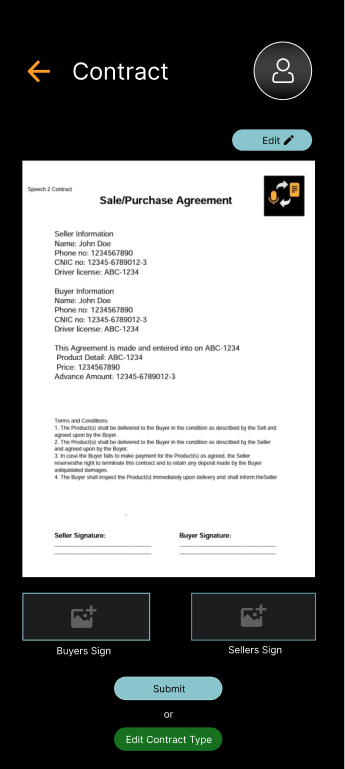 Contract
Edit
Speech 2 Contract
Sale/Purchase Agreement
Seller Information
Name: John Doe
Phone no: 1234567890
CNIC no: 12345-6789012-3
Driver license: ABC-1234
Buyer Information
Name: John Doe
Phone no: 1234567890
CNIC no: 12345-6789012-3
Driver license: ABC-1234
This Agreement is made and entered into on ABC-1234
Product Detail: ABC-1234
Price: 1234567890
Advance Amount: 12345-6789012-3
Terms and Conditions:
1. The Product(s) shall be delivered to the Buyer in the condition as described by the Sell and
agreed upon by the Buyer.
2. The Product(s) shall be delivered to the Buyer in the condition as described by the Seller
and agreed upon by the Buyer.
3. In case the Buyer fails to make payment for the Product(s) as agreed, the Seller
reservesthe right to terminate this contract and to retain any deposit made by the Buyer
asliquidated damages.
4. The Buyer shall inspect the Product(s) immediately upon delivery and shall inform theSeller
Seller Signature:
Buyer Signature:
Buyers Sign
Sellers Sign
Submit
or
Edit Contract Type